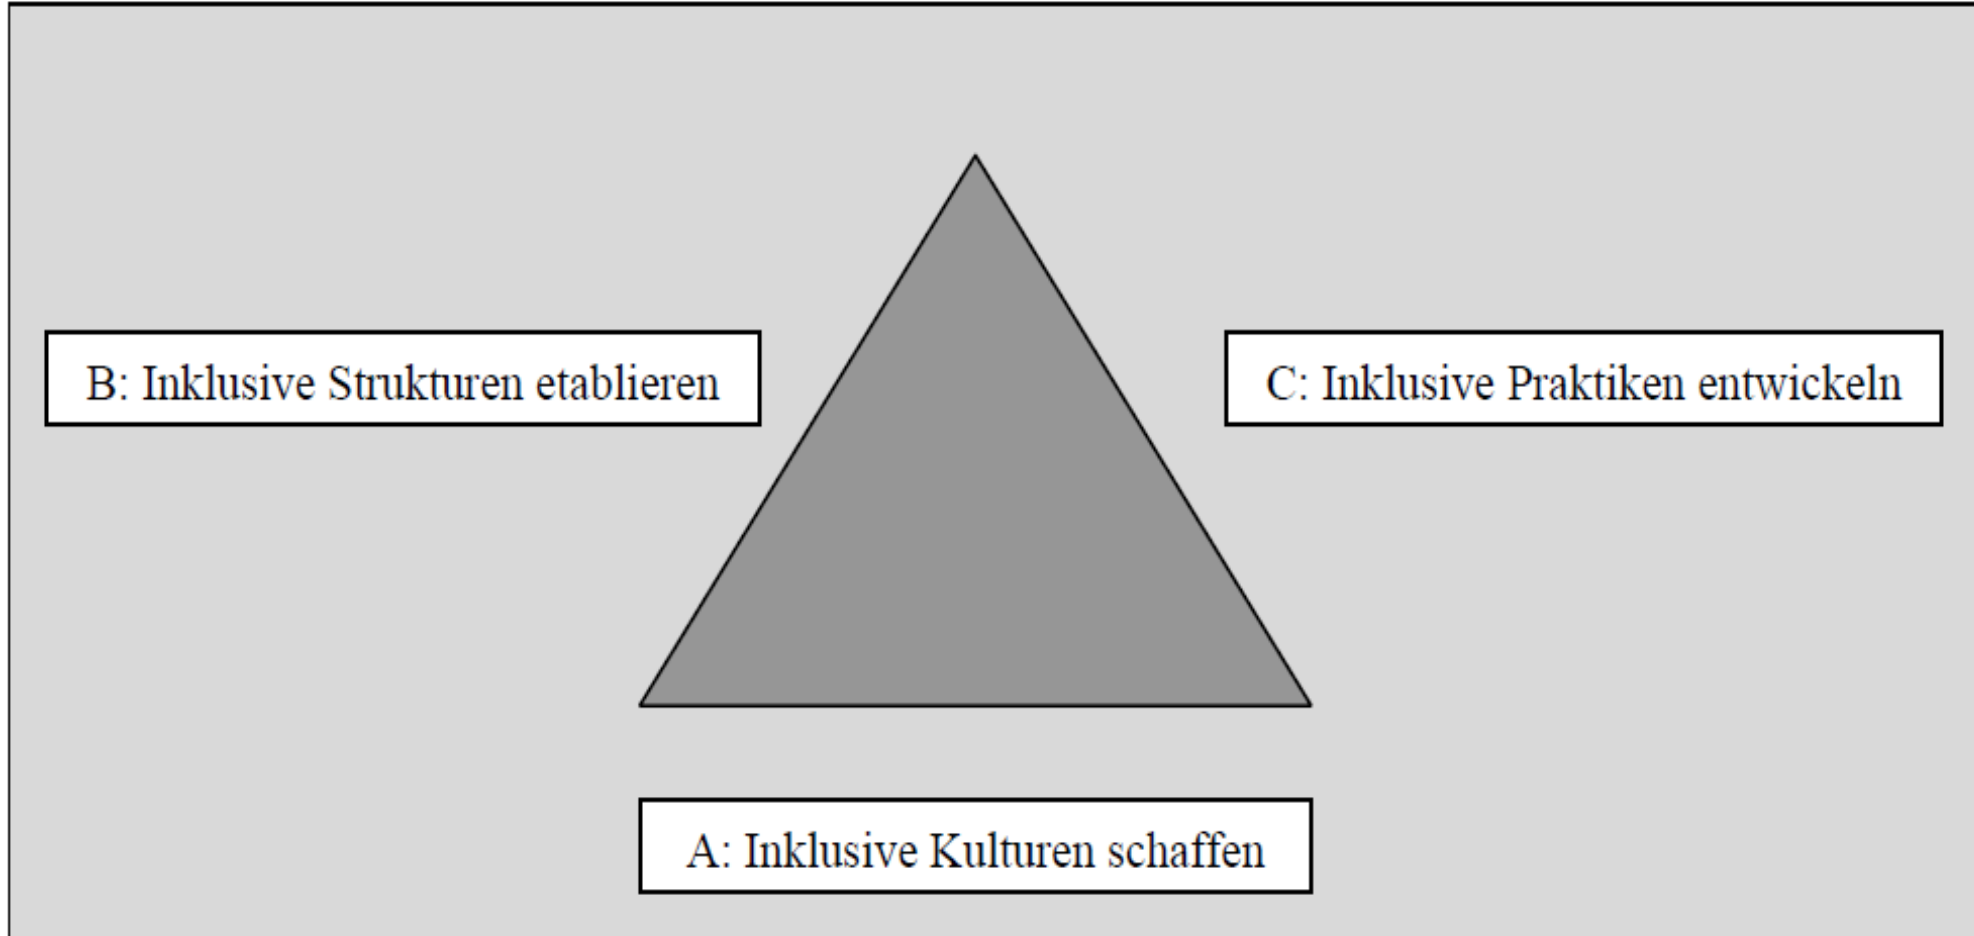 B: Inklusive Strukturen etablieren
C: Inklusive Praktiken entwickeln
A: Inklusive Kulturen schaffen